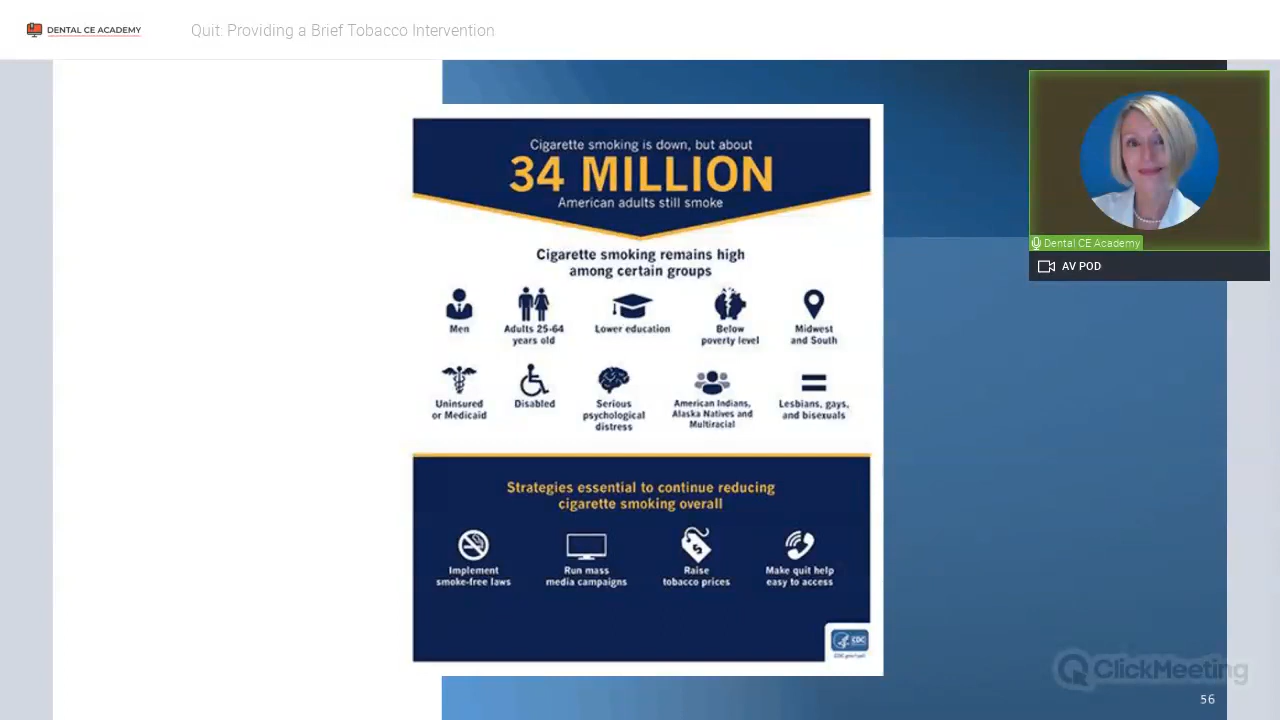 DENTAL CE ACADEMY
Quit: Providing a Brief Tobacco Intervention
Cigarette smoking is down, but about
34 MILLION
American adults still smoke
Cigarette smoking remains high
among certain groups
Men
Adults 25-64
years old
Lower education
Below
poverty level
Midwest
and South
Uninsured
or Medicaid
Disabled
Serious
psychological
distress
American Indians,
Alaska Natives and
Multiracial
Lesbians, gays,
and bisexuals
Strategies essential to continue reducing
cigarette smoking overall
Implement
smoke-free laws
Run mass
media campaigns
Raise
tobacco prices
Make quit help
easy to access
CDC
Dental CE Academy
AV POD
ClickMeeting
56